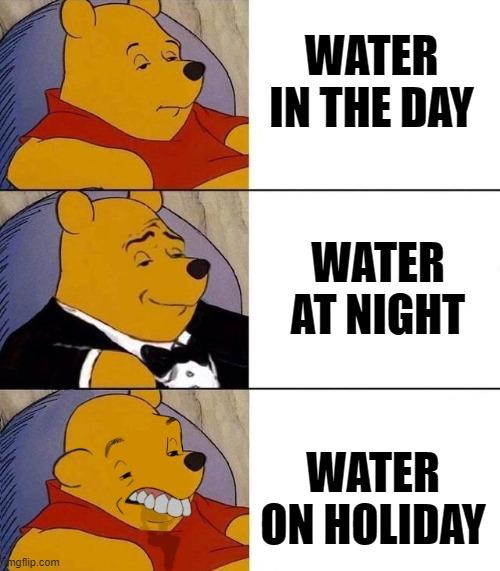 WATER
IN THE DAY
WATER
AT NIGHT
WATER
ON HOLIDAY
imgflip.com